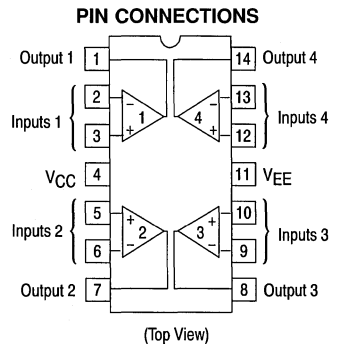 PIN CONNECTIONS
Output 1 1 14 Output 4
2 − − 13
Inputs 1 1 4 Inputs 4
3 + + 12
VCC 4 11 VEE
5 + + 10
Inputs 2 2 3 Inputs 3
6 − − 9
Output 2 7 8 Output 3
(Top View)